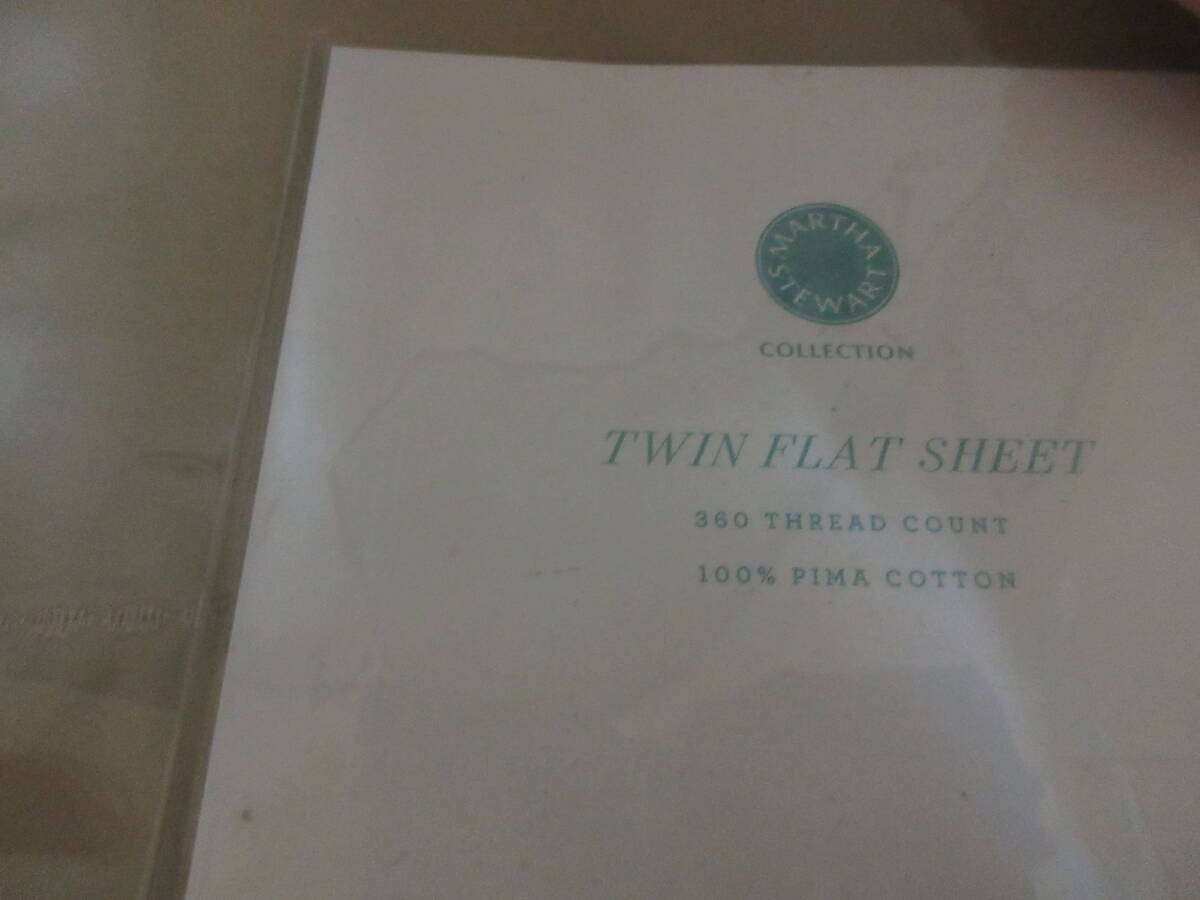 MARTHA
STEWART
COLLECTION
TWIN FLAT SHEET
360 THREAD COUNT
100% PIMA COTTON